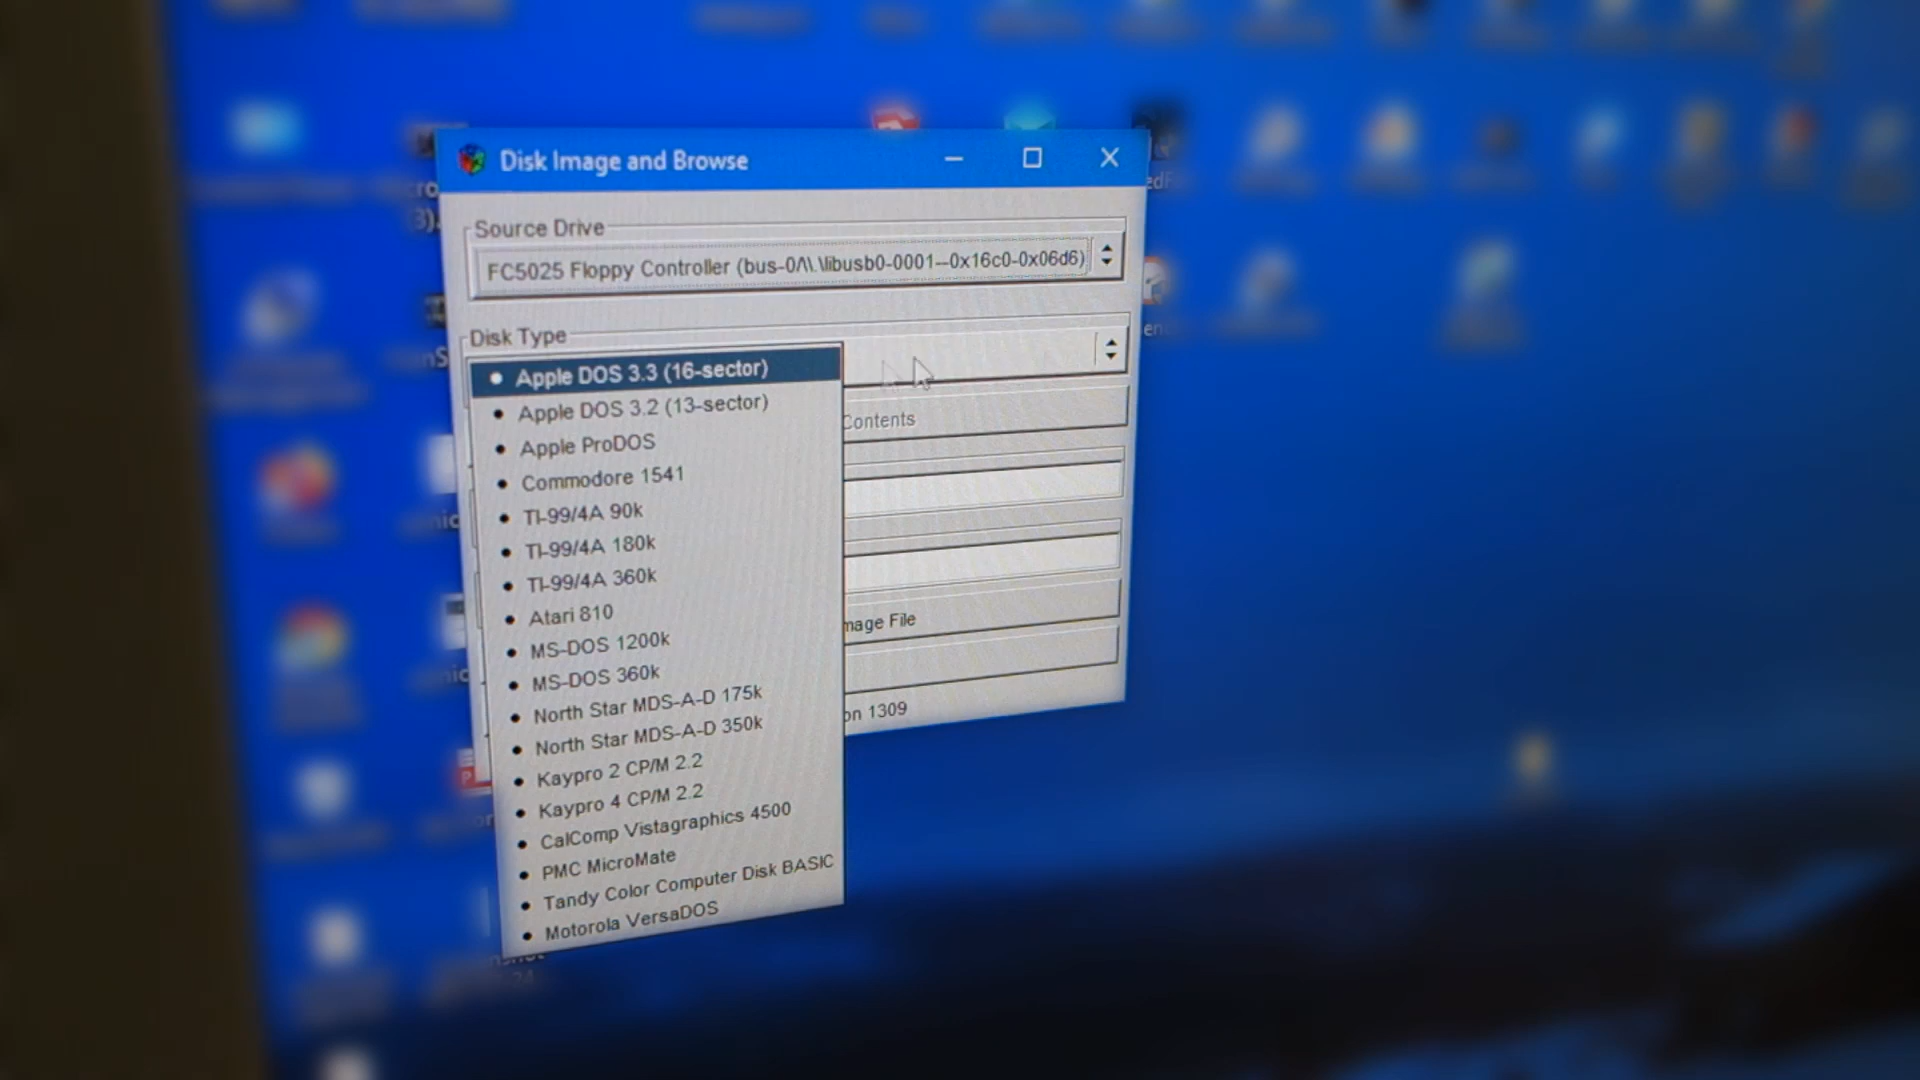 Disk Image and Browse
Source Drive
FC5025 Floppy Controller (bus-0/\\.\libusb0-0001--0x16c0-0x06d6)
Disk Type
Apple DOS 3.3 (16-sector)
Apple DOS 3.2 (13-sector)
Apple ProDOS
Commodore 1541
TI-99/4A 90k
TI-99/4A 180k
TI-99/4A 360k
Atari 810
MS-DOS 1200k
MS-DOS 360k
North Star MDS-A-D 175k
North Star MDS-A-D 350k
Kaypro 2 CP/M 2.2
Kaypro 4 CP/M 2.2
CalComp Vistagraphics 4500
PMC MicroMate
Tandy Color Computer Disk BASIC
Motorola VersaDOS
Contents
mage File
on 1309